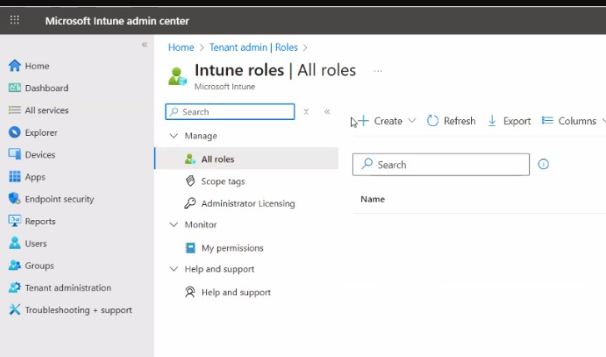 Microsoft Intune admin center
Home > Tenant admin | Roles >
Intune roles | All roles ...
Microsoft Intune
Home
Dashboard
All services
Explorer
Devices
Apps
Endpoint security
Reports
Users
Groups
Tenant administration
Troubleshooting + support
Search
Manage
All roles
Scope tags
Administrator Licensing
Monitor
My permissions
Help and support
Help and support
Create Refresh Export Columns
Search
Name